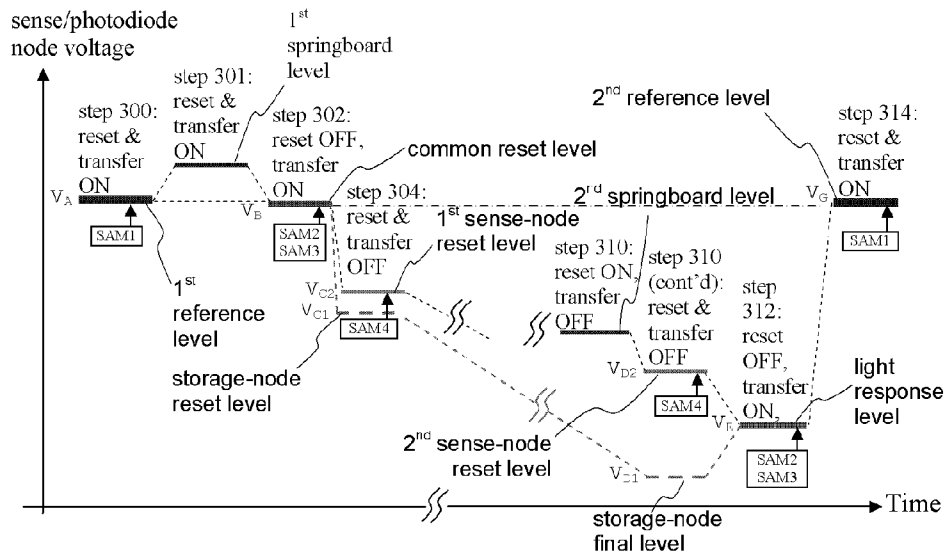 sense/photodiode
node voltage
1st
springboard
level
step 300:
reset &
transfer
ON
step 301:
reset &
transfer
ON
step 302:
reset OFF,
transfer
ON
2nd reference level
step 314:
reset &
transfer
ON
common reset level
2rd springboard level
VA
VB
VG
SAM1
SAM2
SAM3
SAM1
step 304:
reset &
transfer
OFF
1st sense-node
reset level
1st
reference
level
VC2
VC1
SAM4
storage-node
reset level
step 310:
reset ON,
transfer
OFF
step 310
(cont'd):
reset &
transfer
OFF
step
312:
reset
OFF,
transfer
ON,
VD2
SAM4
light
response
level
VE
SAM2
SAM3
2nd sense-node
reset level
VD1
storage-node
final level
Time